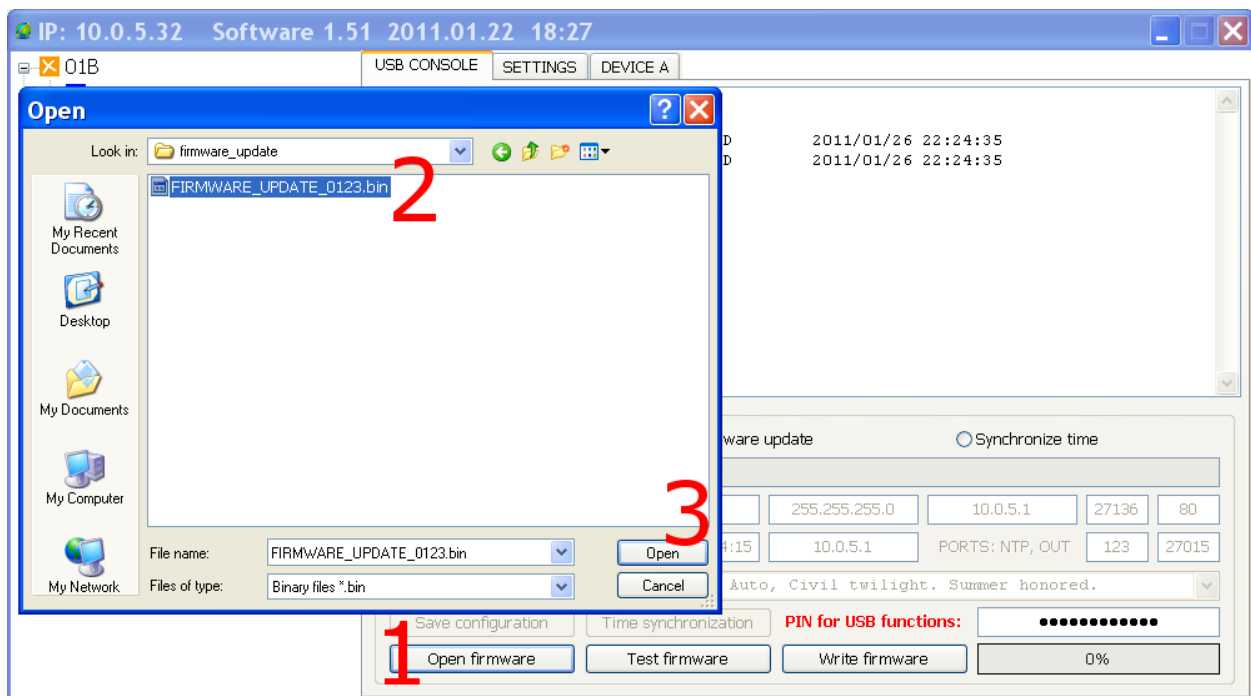 IP: 10.0.5.32 Software 1.51 2011.01.22 18:27
01B
USB CONSOLE SETTINGS DEVICE A
Open
Look in: firmware_update
D 2011/01/26 22:24:35
D 2011/01/26 22:24:35
FIRMWARE_UPDATE_0123.bin
2
My Recent
Documents
Desktop
My Documents
My Computer
My Network
ware update Synchronize time
3
255.255.255.0 10.0.5.1 27136 80
File name: FIRMWARE_UPDATE_0123.bin Open
:15 10.0.5.1 PORTS: NTP, OUT 123 27015
Files of type: Binary files *.bin Cancel
Auto, Civil twilight. Summer honored.
1
Save configuration Time synchronization PIN for USB functions: ●●●●●●●●●●●●
Open firmware Test firmware Write firmware 0%